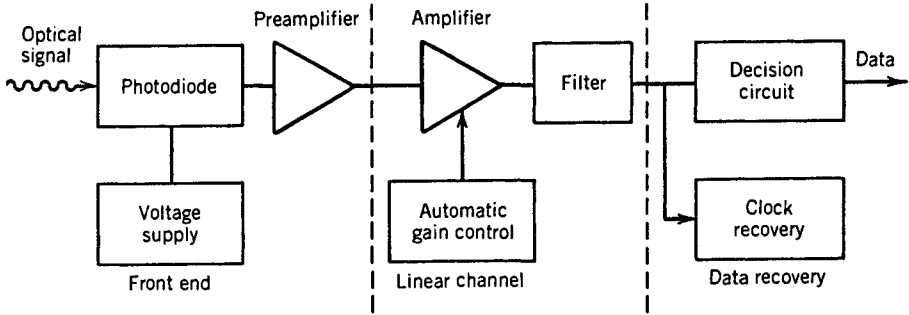 Optical
signal
Photodiode
Preamplifier
Voltage
supply
Front end
Amplifier
Filter
Automatic
gain control
Linear channel
Decision
circuit
Data
Clock
recovery
Data recovery